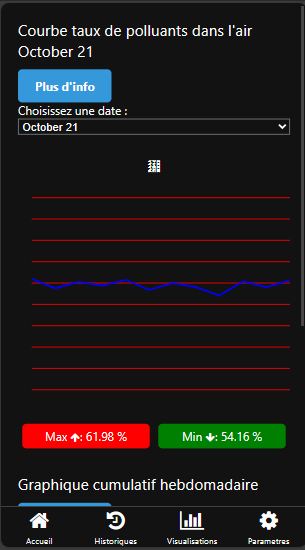 Courbe taux de polluants dans l'air
October 21
Plus d'info
Choisissez une date :
October 21
Max : 61.98 %
Min : 54.16 %
Graphique cumulatif hebdomadaire
Accueil
Historiques
Visualisations
Parametres